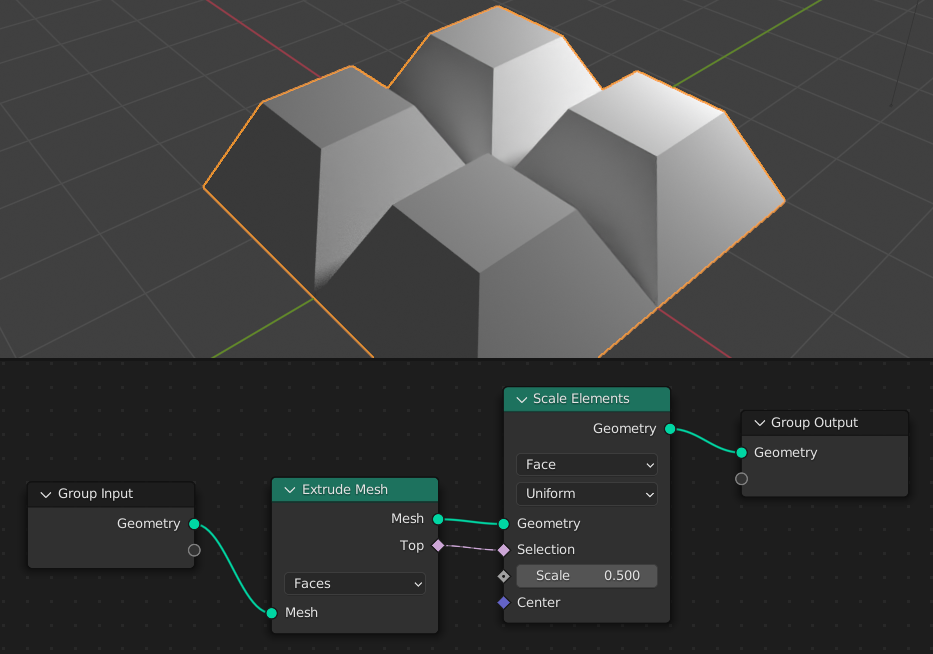 Group Input
Geometry
Extrude Mesh
Mesh
Top
Faces
Mesh
Scale Elements
Geometry
Face
Uniform
Geometry
Selection
Scale 0.500
Center
Group Output
Geometry